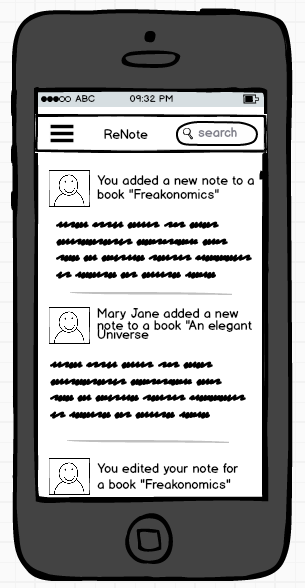 ABC 09:32 PM
ReNote search
You added a new note to a
book "Freakonomics"
Mary Jane added a new
note to a book "An elegant
Universe
You edited your note for
a book "Freakonomics"